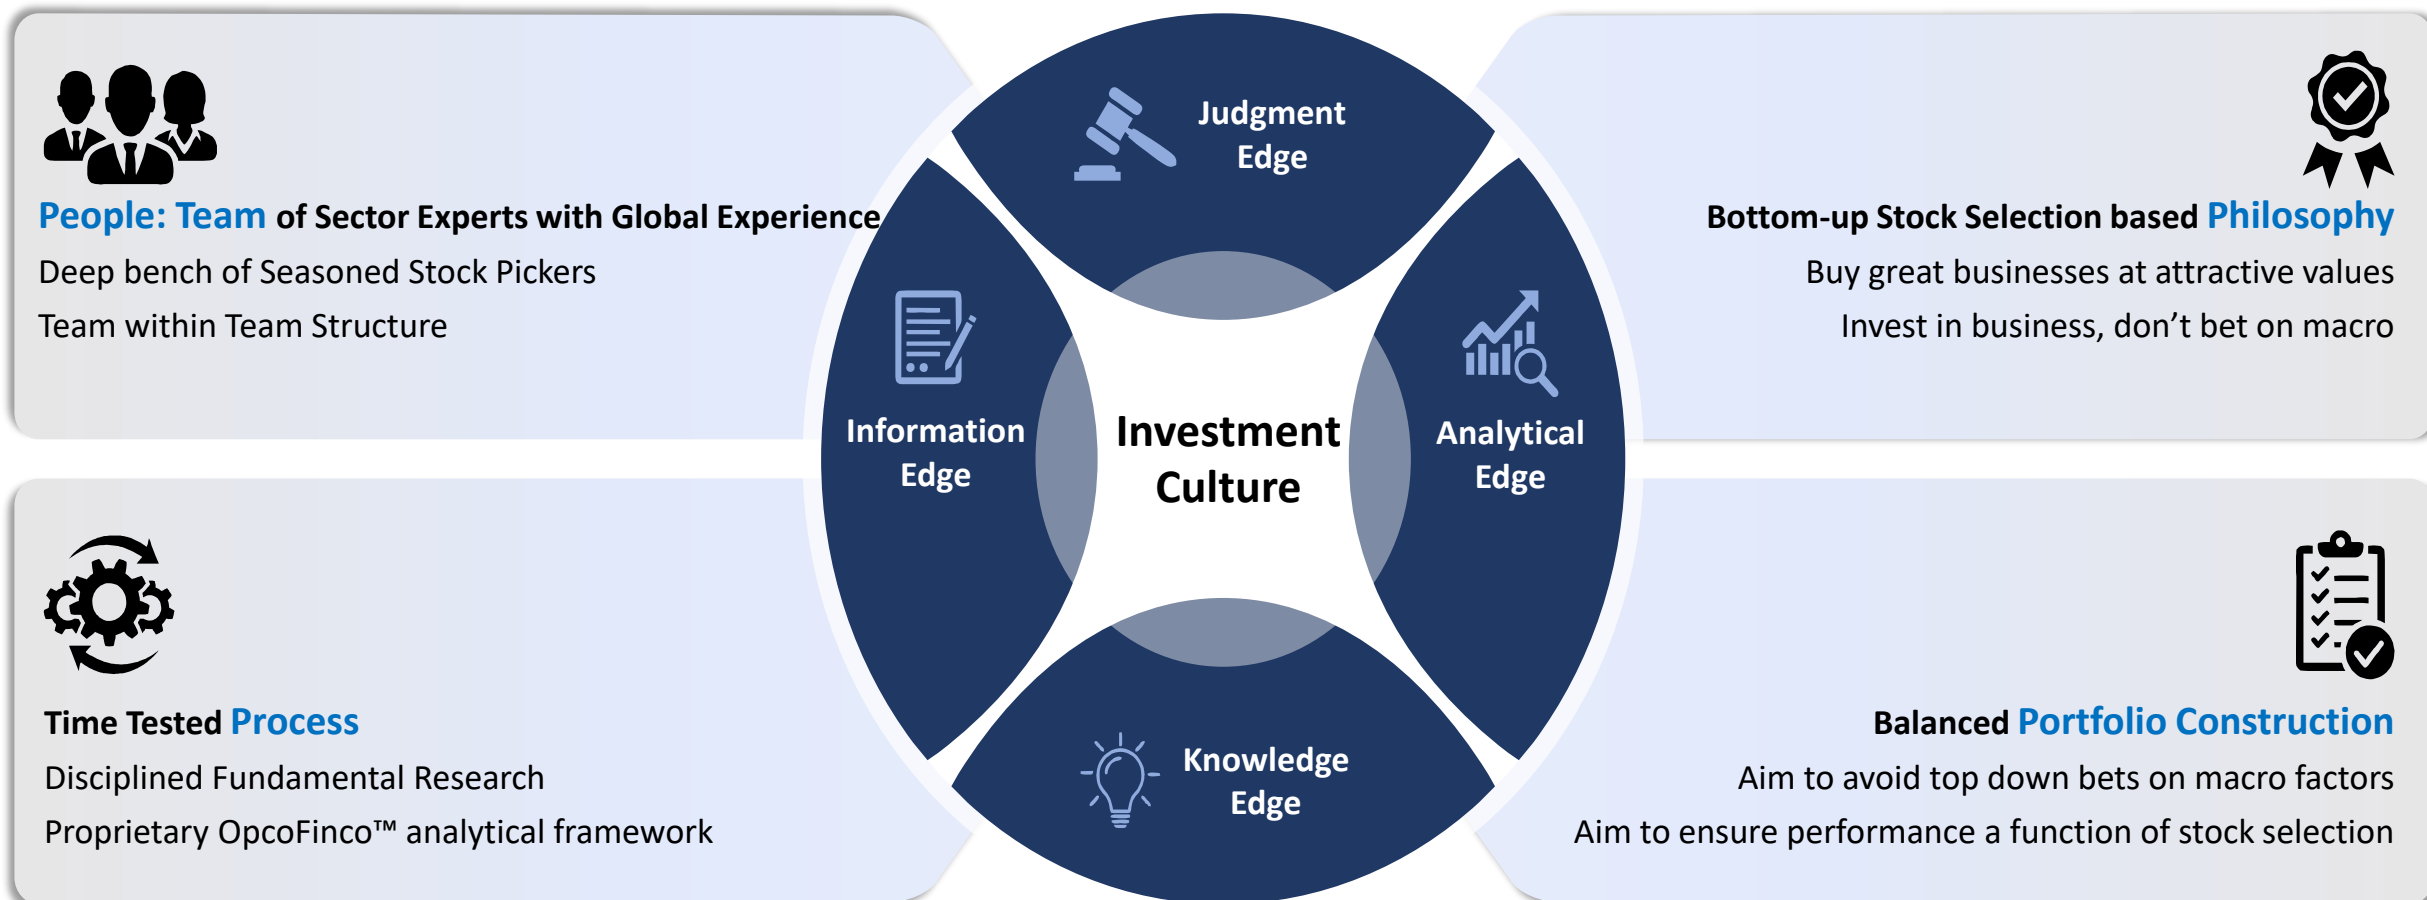 People: Team of Sector Experts with Global Experience
Deep bench of Seasoned Stock Pickers
Team within Team Structure
Judgment
Edge
Bottom-up Stock Selection based Philosophy
Buy great businesses at attractive values
Invest in business, don’t bet on macro
Information
Edge
Investment
Culture
Analytical
Edge
Time Tested Process
Disciplined Fundamental Research
Proprietary OpcoFinco™ analytical framework
Knowledge
Edge
Balanced Portfolio Construction
Aim to avoid top down bets on macro factors
Aim to ensure performance a function of stock selection